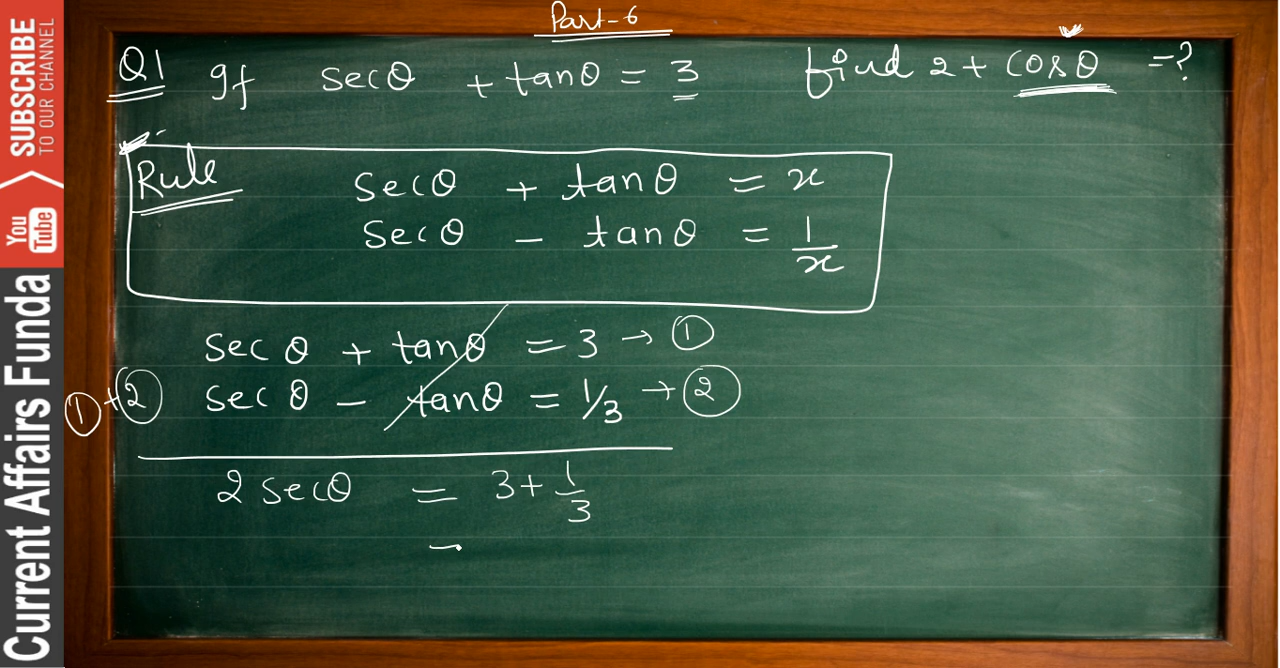 Part-6
Q1 If secθ + tanθ = 3 find 2 + cosθ = ?
Rule secθ + tanθ = x
secθ - tanθ = 1/x
secθ + tanθ = 3 → ①
① + ② secθ - tanθ = 1/3 → ②
2 secθ = 3 + 1/3
=
SUBSCRIBE
TO OUR CHANNEL
You Tube
Current Affairs Funda